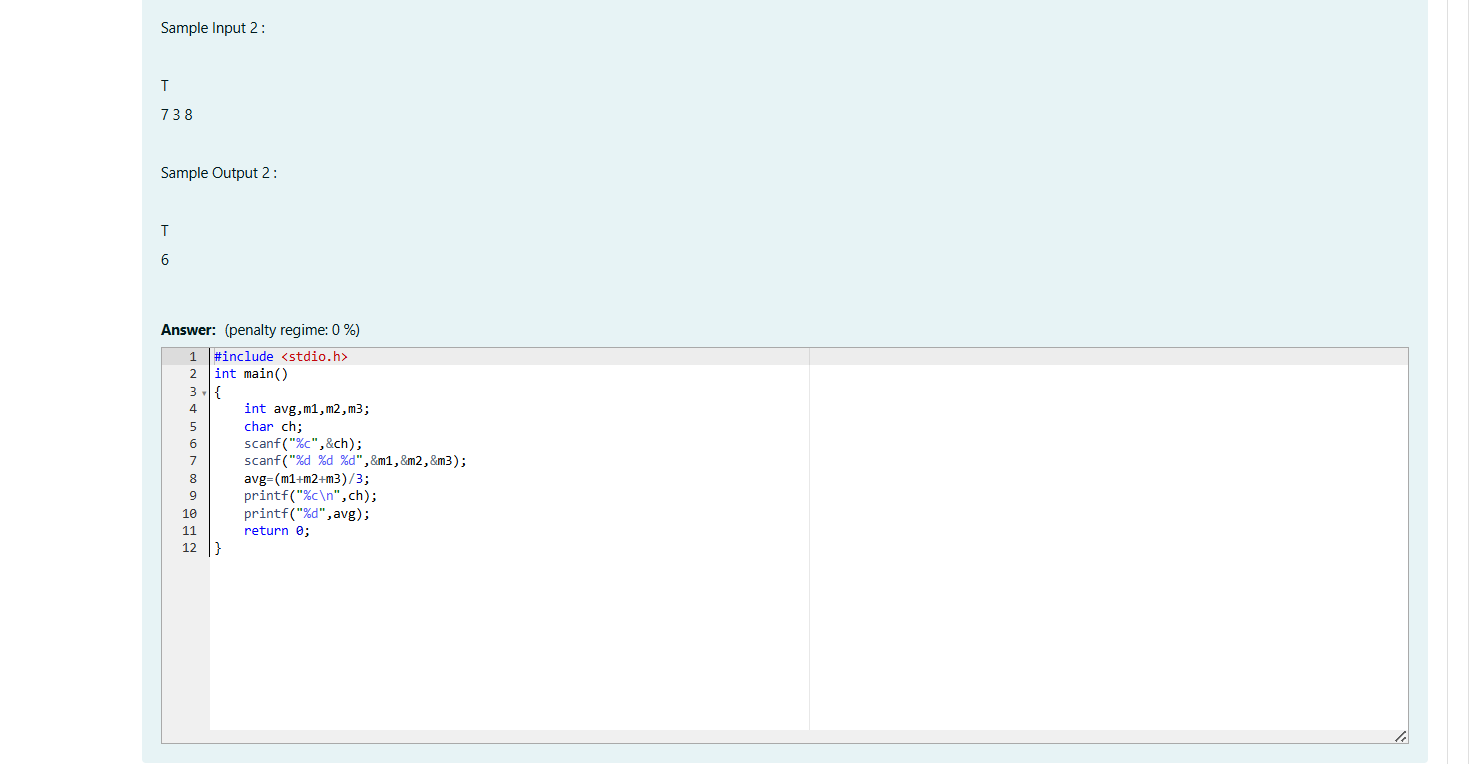 Sample Input 2 :
T
7 3 8
Sample Output 2 :
T
6
Answer: (penalty regime: 0 %)
1 #include <stdio.h>
2 int main()
3 {
4     int avg,m1,m2,m3;
5     char ch;
6     scanf("%c",&ch);
7     scanf("%d %d %d",&m1,&m2,&m3);
8     avg=(m1+m2+m3)/3;
9     printf("%c\n",ch);
10     printf("%d",avg);
11     return 0;
12 }